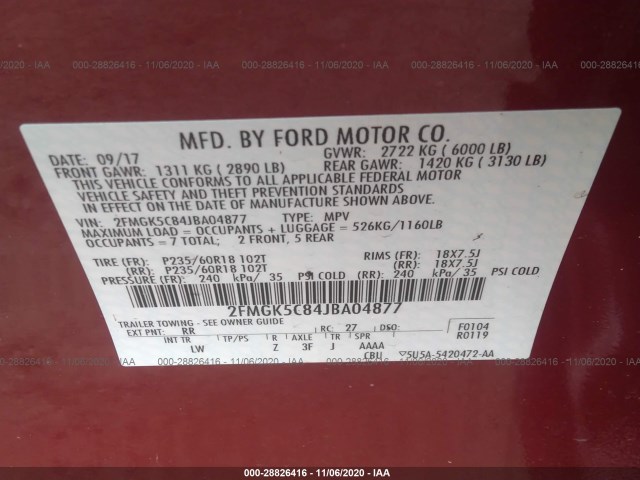 000-28826416 - 11/06/2020 - IAA
MFD. BY FORD MOTOR CO.
DATE: 09/17 GVWR: 2722 KG ( 6000 LB)
FRONT GAWR: 1311 KG ( 2890 LB) REAR GAWR: 1420 KG ( 3130 LB)
THIS VEHICLE CONFORMS TO ALL APPLICABLE FEDERAL MOTOR
VEHICLE SAFETY AND THEFT PREVENTION STANDARDS
IN EFFECT ON THE DATE OF MANUFACTURE SHOWN ABOVE.
VIN: 2FMGK5C84JBA04877 TYPE: MPV
MAXIMUM LOAD = OCCUPANTS + LUGGAGE = 526KG/1160LB
OCCUPANTS = 7 TOTAL; 2 FRONT, 5 REAR
TIRE (FR): P235/60R18 102T RIMS (FR): 18X7.5J
(RR): P235/60R18 102T (RR): 18X7.5J
PRESSURE (FR): 240 kPa/ 35 PSI COLD (RR): 240 kPa/ 35 PSI COLD
2FMGK5C84JBA04877
TRAILER TOWING - SEE OWNER GUIDE
EXT PNT: RR RC: 27 DSO: F0104
R0119
INT TR TP/PS R AXLE TR SPR
LW Z 3F J AAAA
CBU 5U5A-5420472-AA
000-28826416 - 11/06/2020 - IAA
000-28826416 - 11/06/2020 - IAA